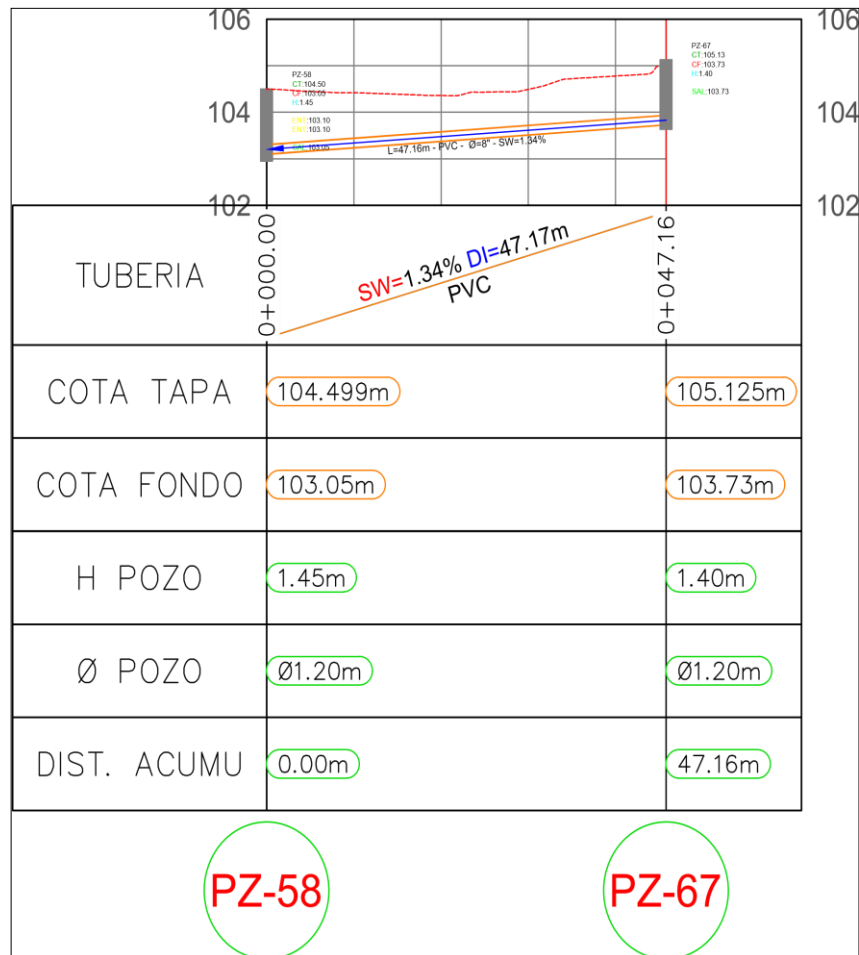 106
106
104
104
102
102
PZ-58
CT:104.50
CF:103.05
H:1.45
ENT:103.10
ENT:103.10
SAL:103.05
PZ-67
CT:105.13
CF:103.73
H:1.40
SAL:103.73
L=47.16m - PVC - Ø=8" - SW=1.34%
TUBERIA
0+000.00
SW=1.34% DI=47.17m
PVC
0+047.16
COTA TAPA
104.499m
105.125m
COTA FONDO
103.05m
103.73m
H POZO
1.45m
1.40m
Ø POZO
Ø1.20m
Ø1.20m
DIST. ACUMU
0.00m
47.16m
PZ-58
PZ-67